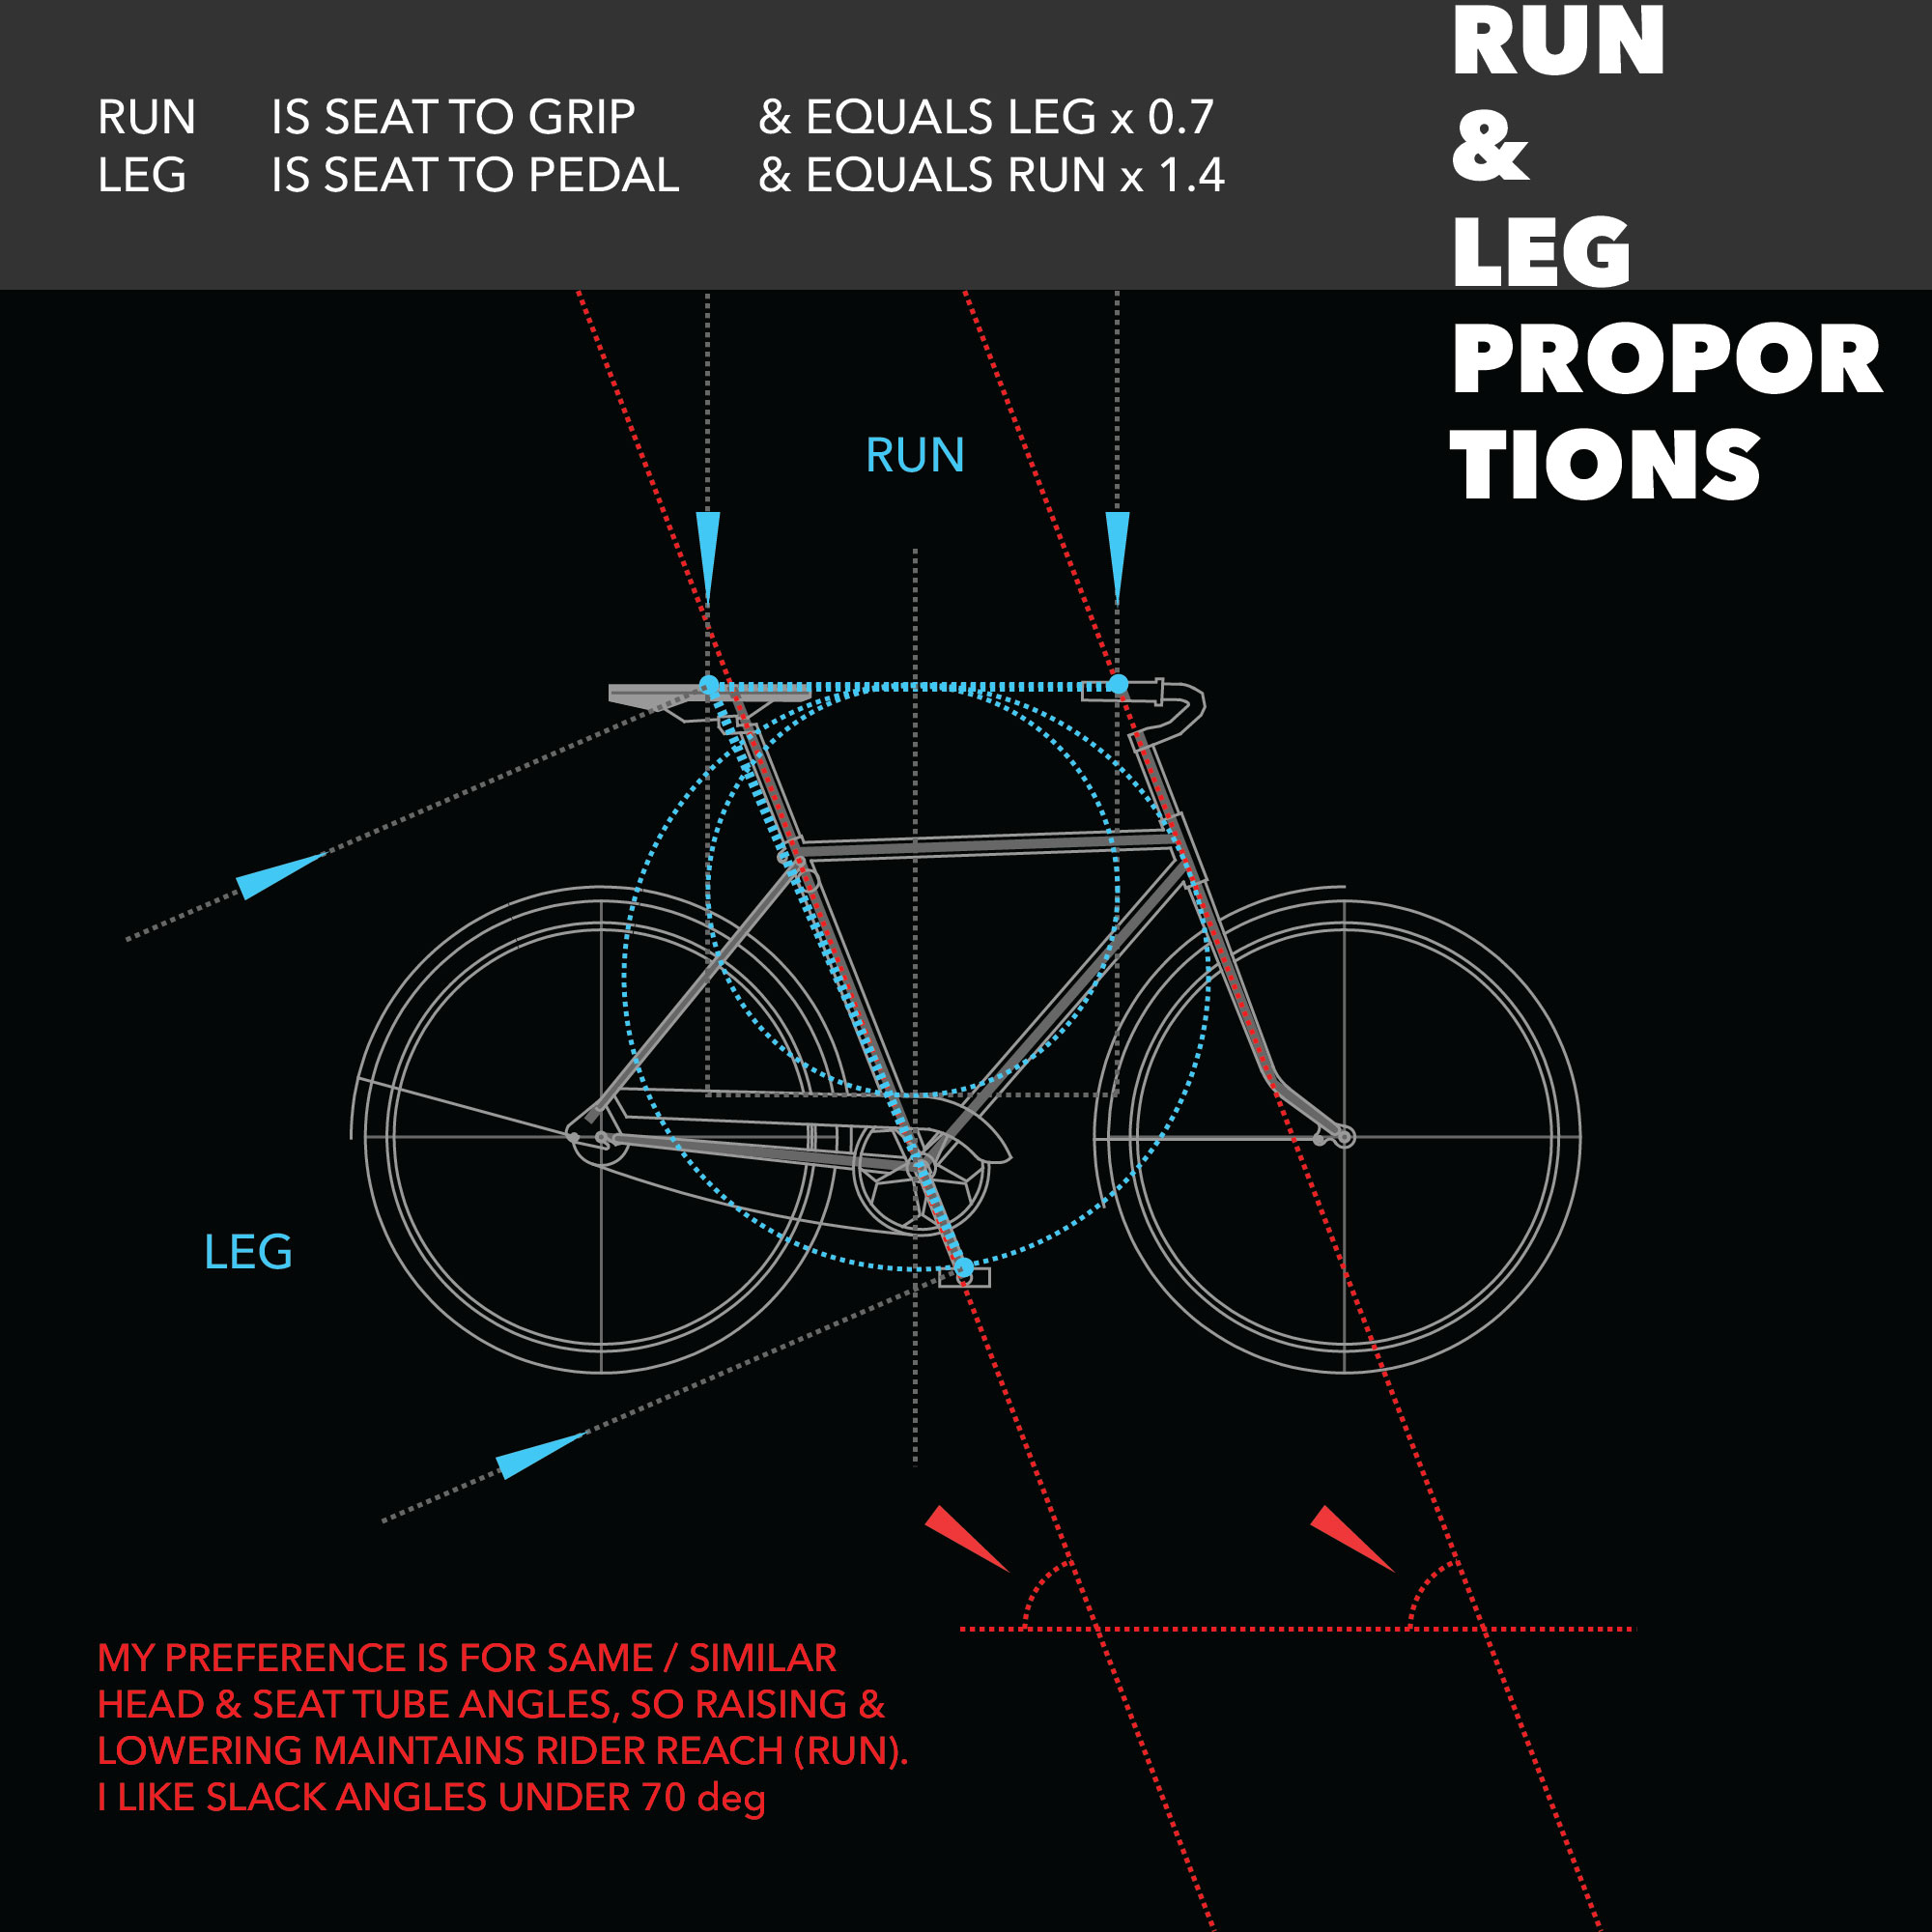 RUN
&
LEG
PROPOR
TIONS
RUN IS SEAT TO GRIP & EQUALS LEG x 0.7
LEG IS SEAT TO PEDAL & EQUALS RUN x 1.4
RUN
LEG
MY PREFERENCE IS FOR SAME / SIMILAR
HEAD & SEAT TUBE ANGLES, SO RAISING &
LOWERING MAINTAINS RIDER REACH (RUN).
I LIKE SLACK ANGLES UNDER 70 deg